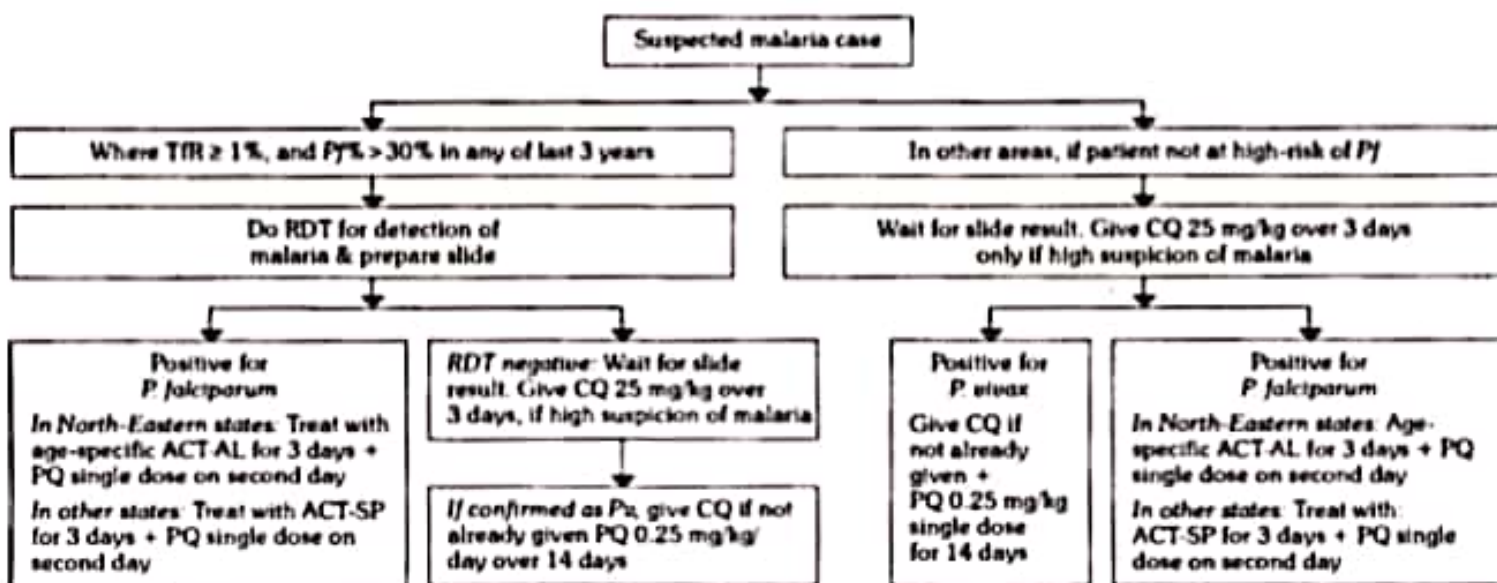 Suspected malaria case
Where TfR ≥ 1%, and Pf% > 30% in any of last 3 years
In other areas, if patient not at high-risk of Pf
Do RDT for detection of
malaria & prepare slide
Wait for slide result. Give CQ 25 mg/kg over 3 days
only if high suspicion of malaria
Positive for
P. falciparum
In North-Eastern states: Treat with
age-specific ACT-AL for 3 days +
PQ single dose on second day
In other states: Treat with ACT-SP
for 3 days + PQ single dose on
second day
RDT negative: Wait for slide
result. Give CQ 25 mg/kg over
3 days, if high suspicion of malaria
If confirmed as Pv, give CQ if not
already given PQ 0.25 mg/kg/
day over 14 days
Positive for
P. vivax
Give CQ if
not already
given +
PQ 0.25 mg/kg
single dose
for 14 days
Positive for
P. falciparum
In North-Eastern states: Age-
specific ACT-AL for 3 days + PQ
single dose on second day
In other states: Treat with:
ACT-SP for 3 days + PQ single
dose on second day